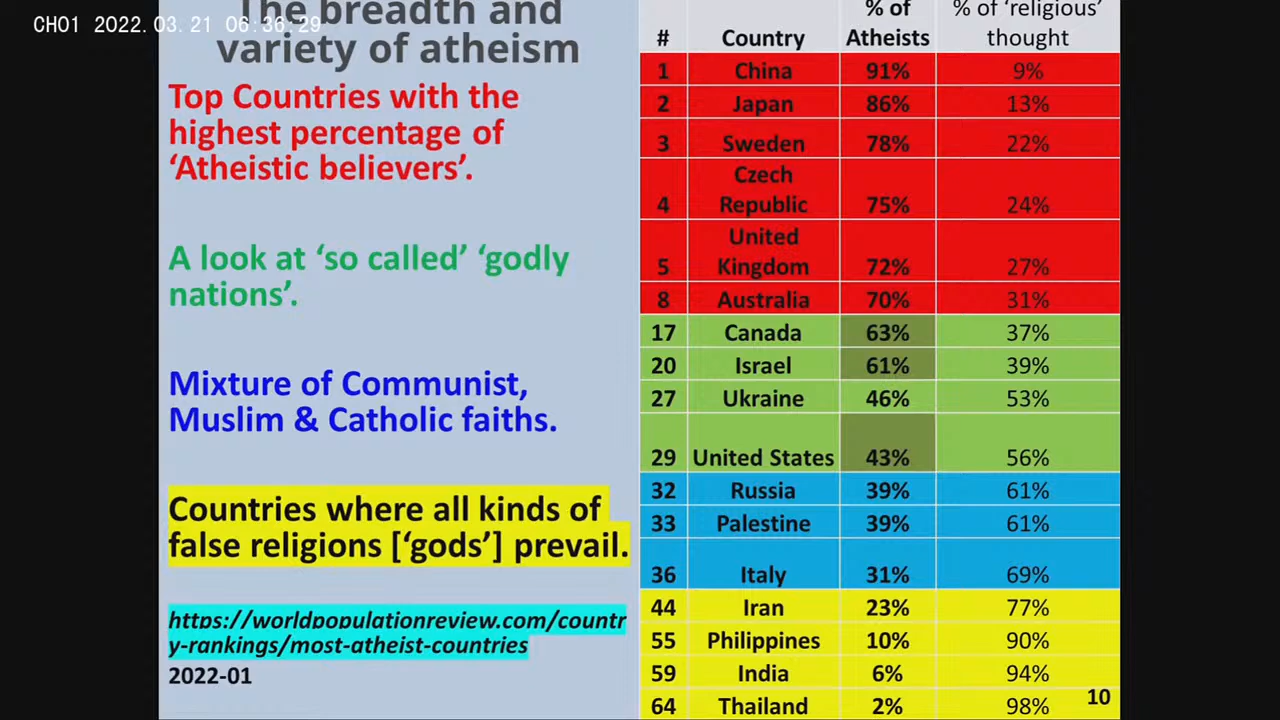 CH01 2022.03.21 06:36:29
The breadth and
variety of atheism
Top Countries with the
highest percentage of
‘Atheistic believers’.
A look at ‘so called’ ‘godly
nations’.
Mixture of Communist,
Muslim & Catholic faiths.
Countries where all kinds of
false religions [‘gods’] prevail.
https://worldpopulationreview.com/countr
y-rankings/most-atheist-countries
2022-01
# Country % of Atheists % of ‘religious’ thought
1 China 91% 9%
2 Japan 86% 13%
3 Sweden 78% 22%
4 Czech Republic 75% 24%
5 United Kingdom 72% 27%
8 Australia 70% 31%
17 Canada 63% 37%
20 Israel 61% 39%
27 Ukraine 46% 53%
29 United States 43% 56%
32 Russia 39% 61%
33 Palestine 39% 61%
36 Italy 31% 69%
44 Iran 23% 77%
55 Philippines 10% 90%
59 India 6% 94%
64 Thailand 2% 98%
10